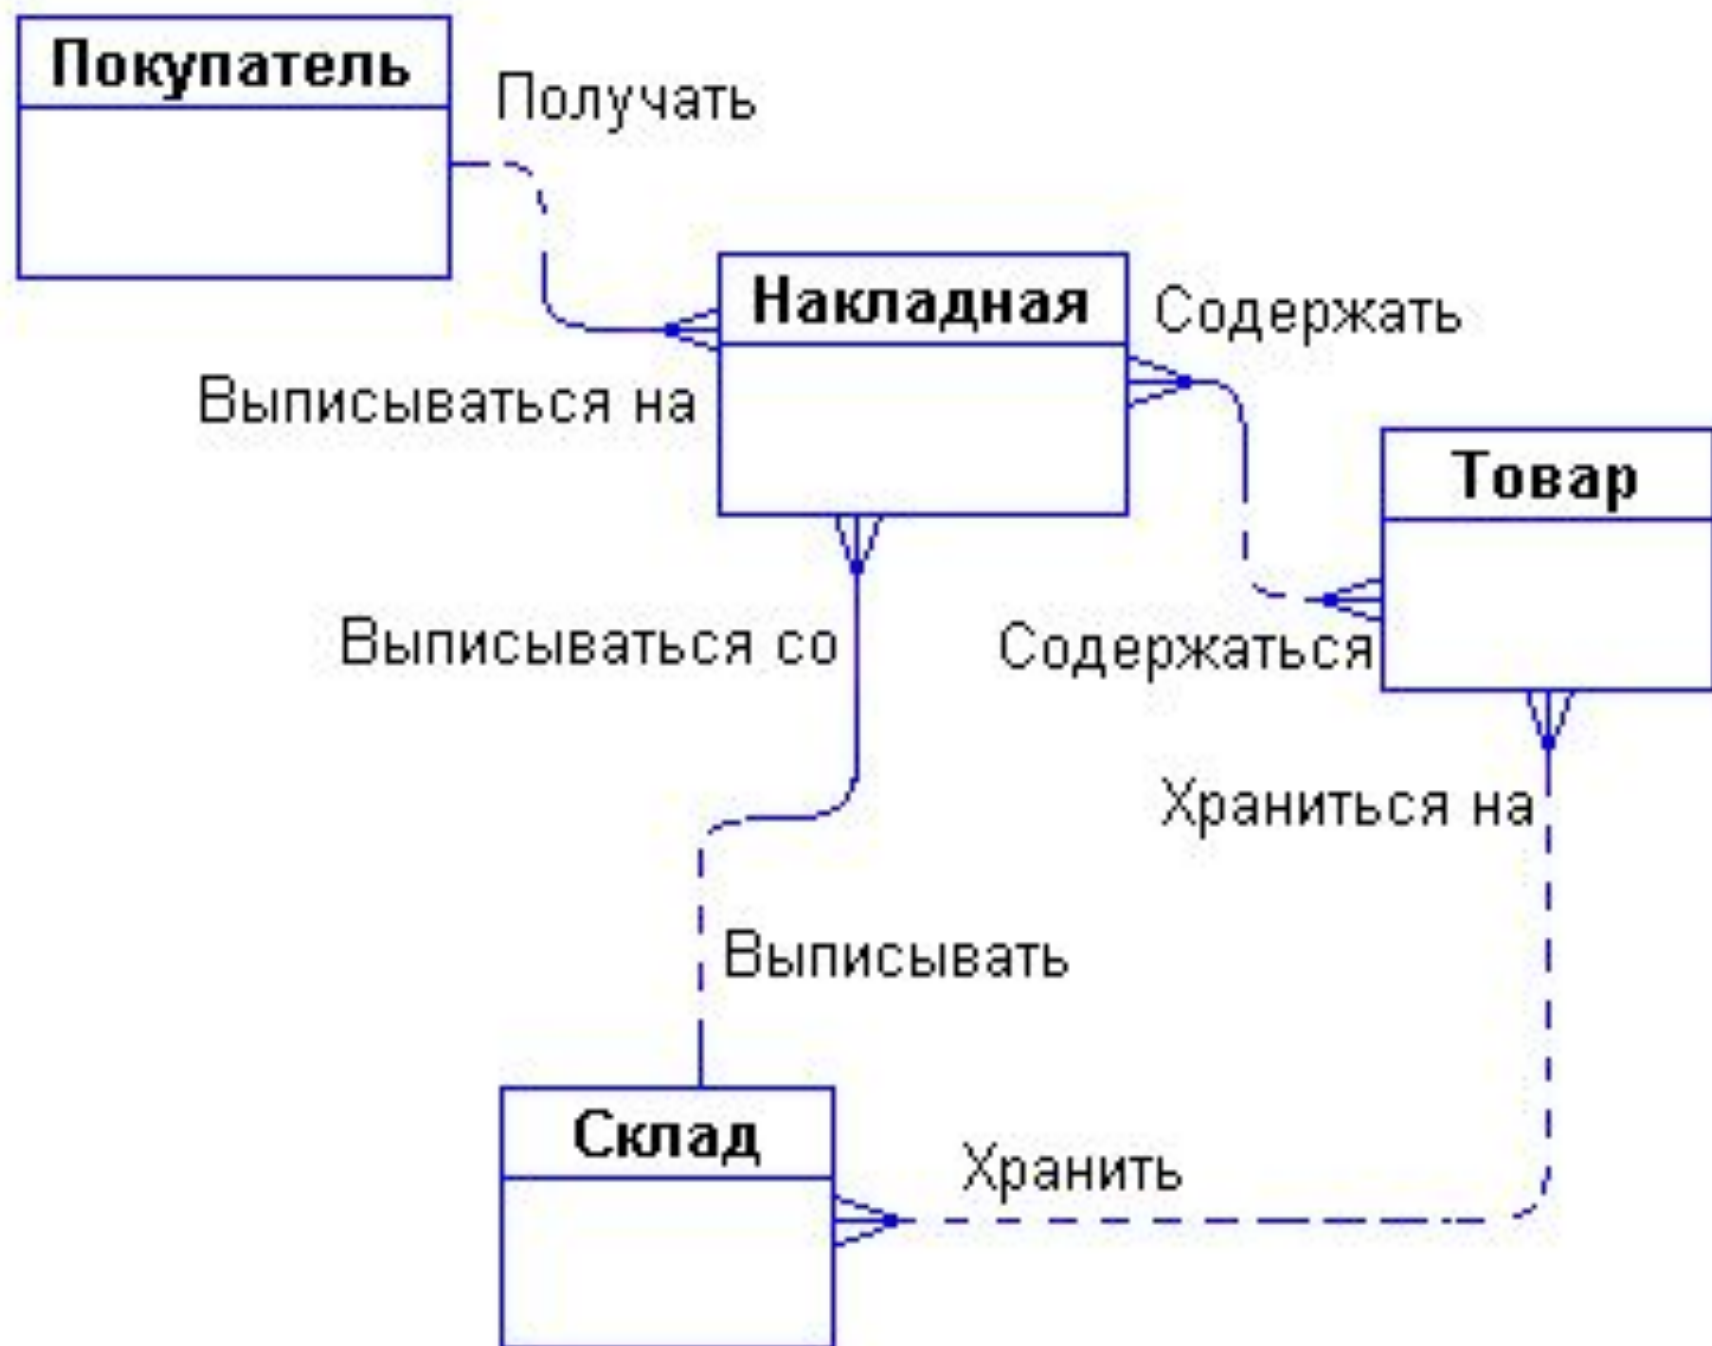 Покупатель
Получать
Накладная
Содержать
Выписываться на
Товар
Выписываться со
Содержаться
Храниться на
Выписывать
Склад
Хранить